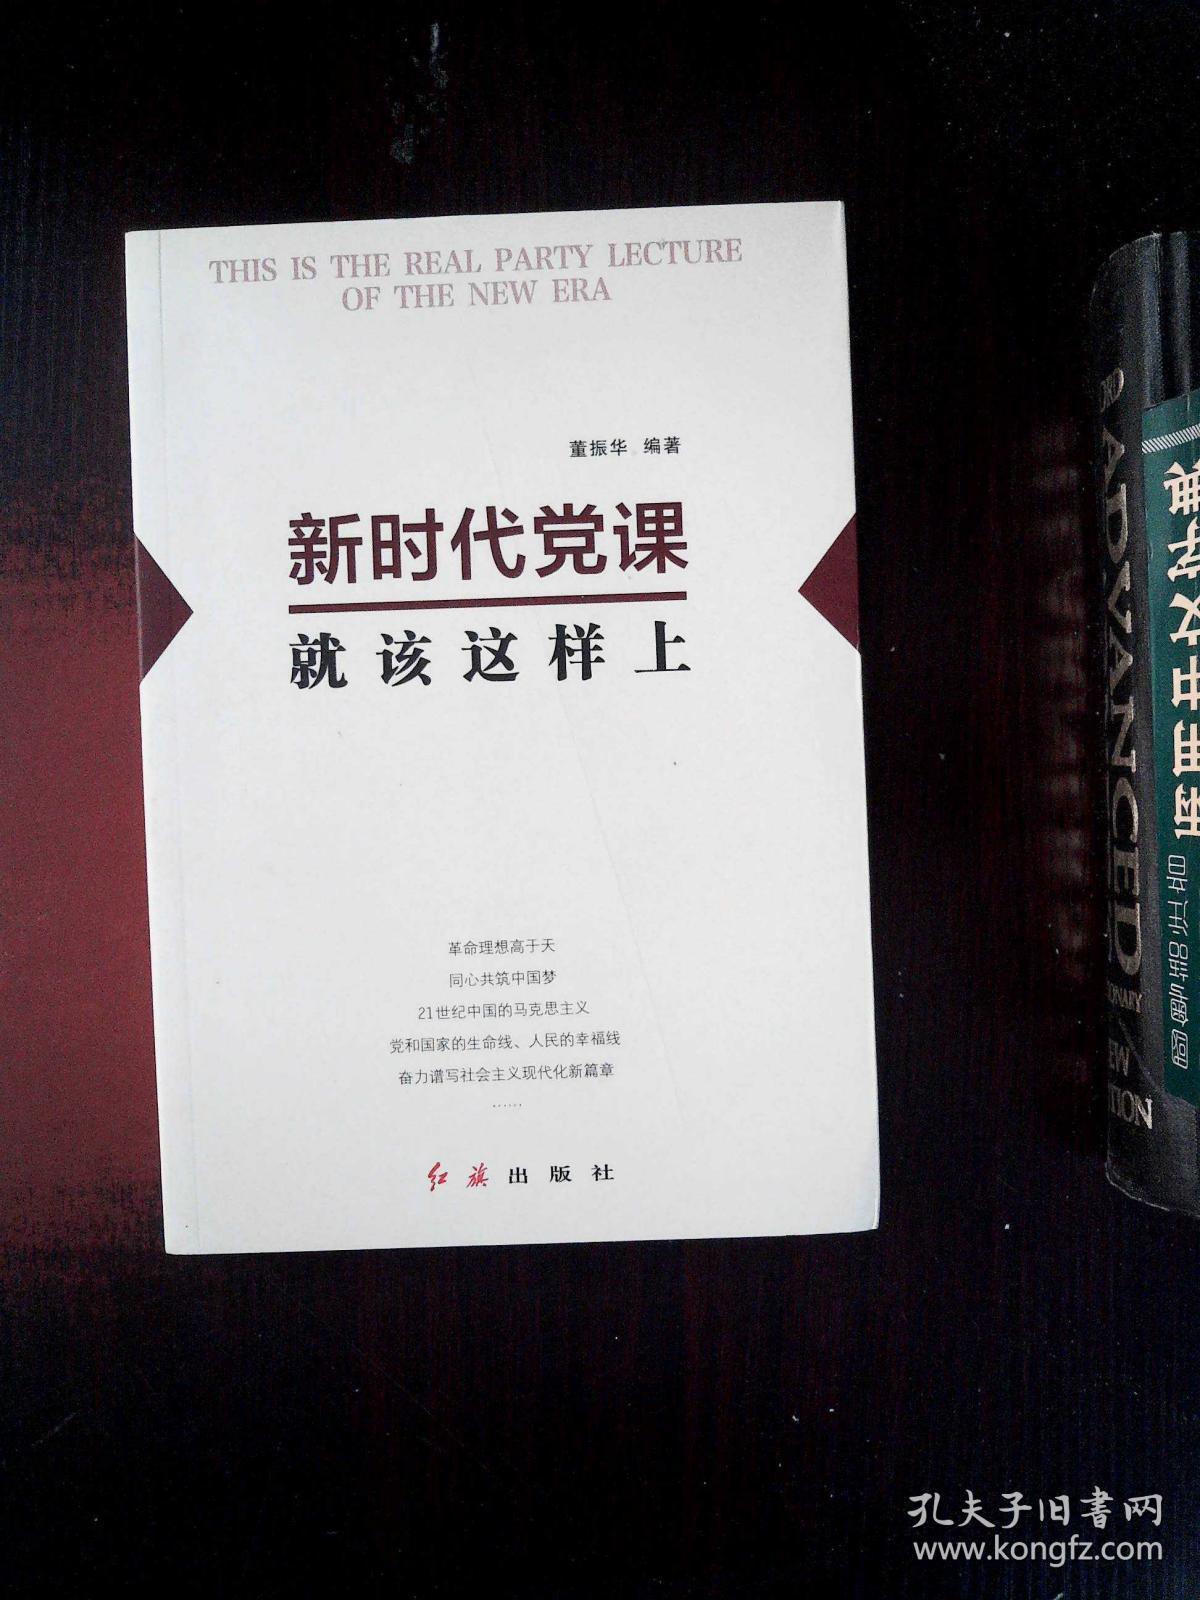 THIS IS THE REAL PARTY LECTURE
OF THE NEW ERA
董振华 编著
新时代党课
就该这样上
革命理想高于天
同心共筑中国梦
21世纪中国的马克思主义
党和国家的生命线、人民的幸福线
奋力谱写社会主义现代化新篇章
……
红旗出版社
ADVANCED
孔夫子旧书网
www.kongfz.com